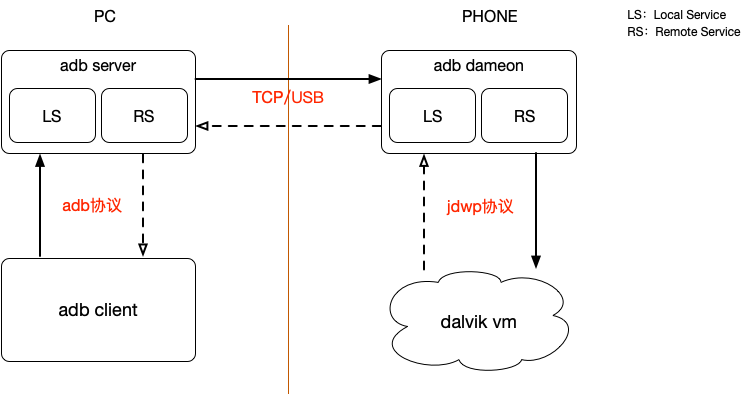 PC
PHONE
LS：Local Service
RS：Remote Service
adb server
LS
RS
TCP/USB
adb dameon
LS
RS
adb协议
jdwp协议
adb client
dalvik vm